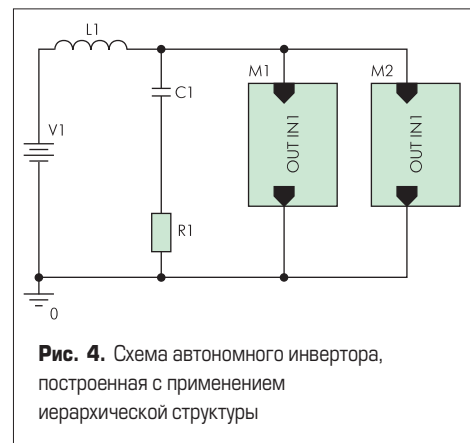 L1
M1
M2
C1
OUT IN1
OUT IN1
V1
R1
0
Рис. 4. Схема автономного инвертора,
построенная с применением
иерархической структуры